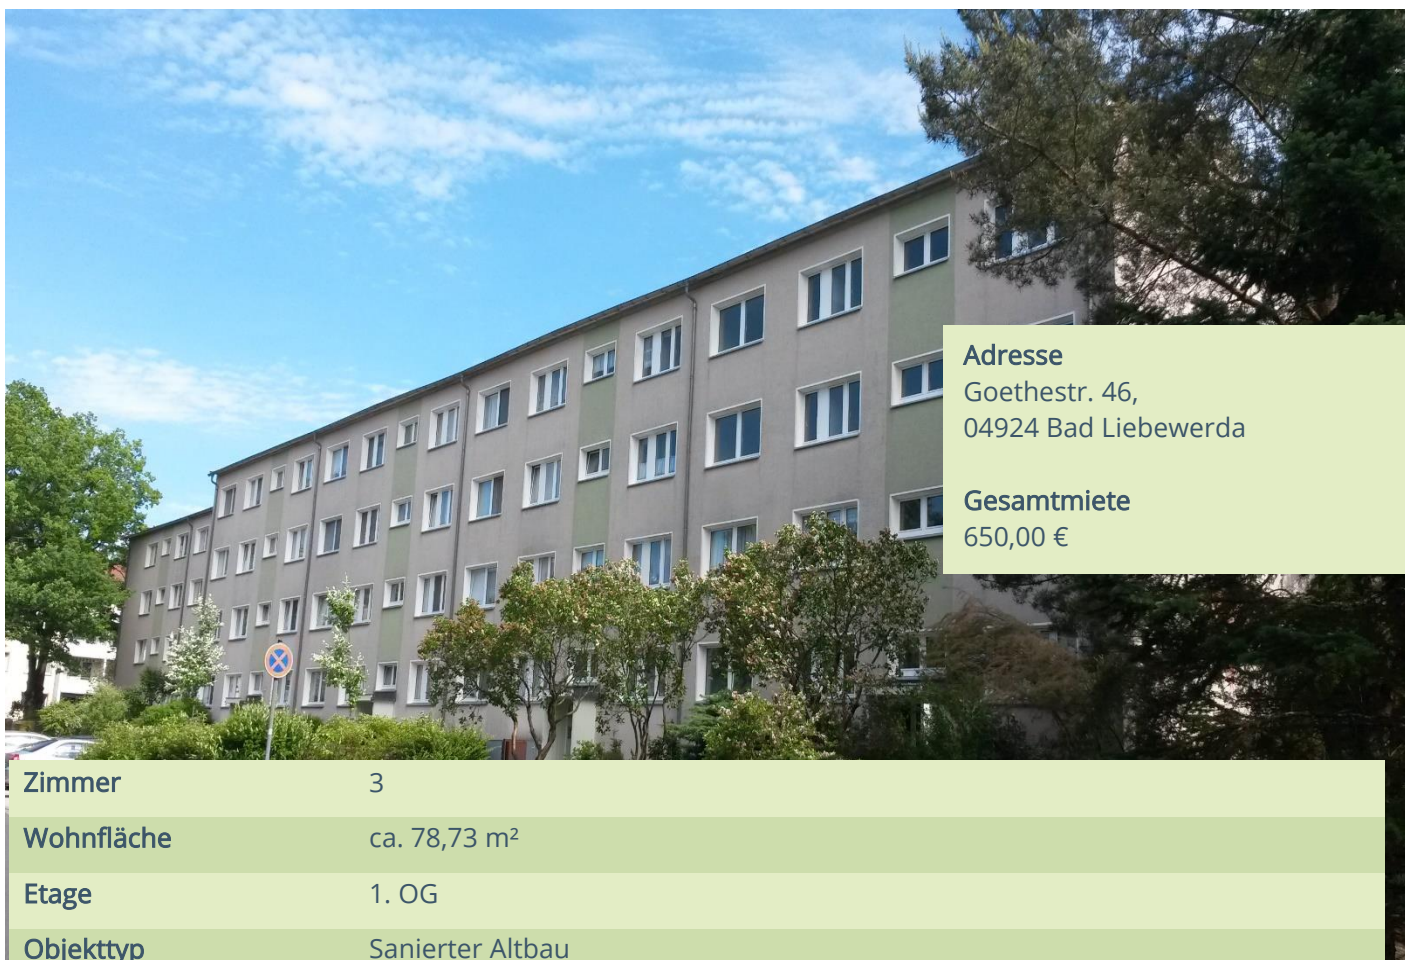 Adresse
Goethestr. 46,
04924 Bad Liebewerda
Gesamtmiete
650,00 €
Zimmer 3
Wohnfläche ca. 78,73 m²
Etage 1. OG
Objekttyp Sanierter Altbau